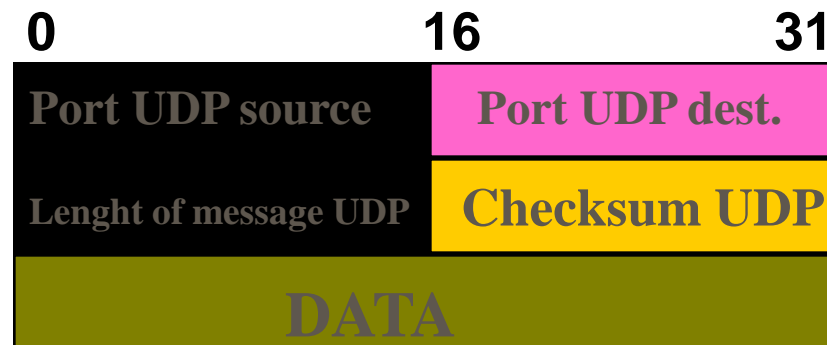 0 16 31
Port UDP source Port UDP dest.
Lenght of message UDP Checksum UDP
DATA